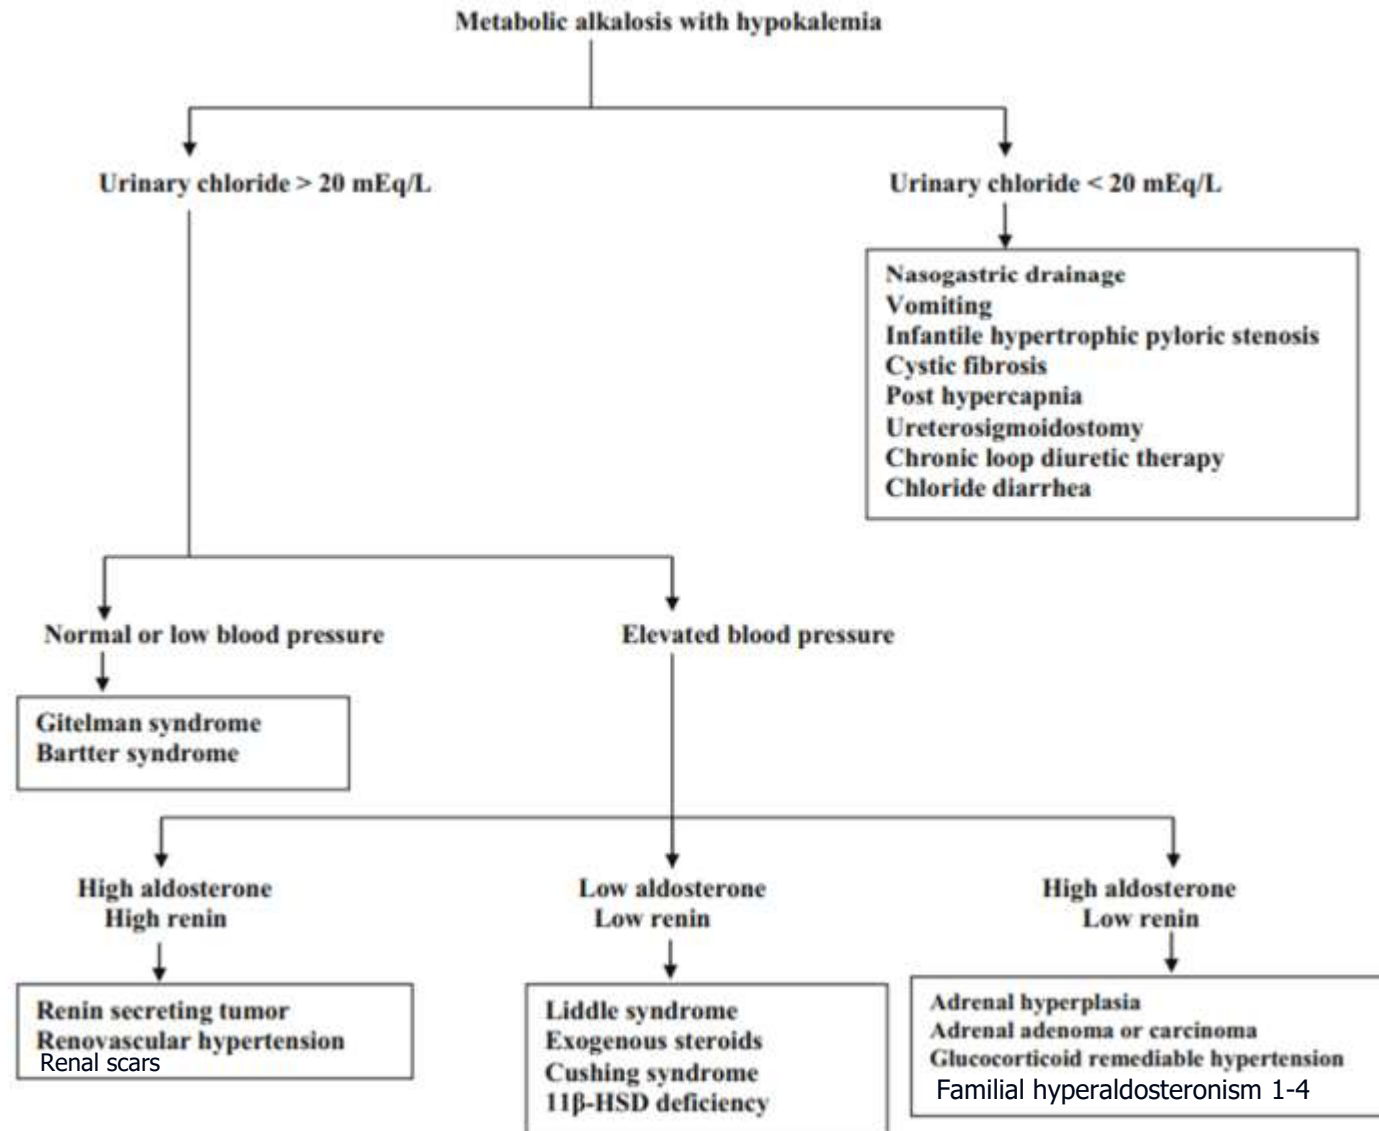 Metabolic alkalosis with hypokalemia
Urinary chloride > 20 mEq/L
Urinary chloride < 20 mEq/L
Nasogastric drainage
Vomiting
Infantile hypertrophic pyloric stenosis
Cystic fibrosis
Post hypercapnia
Ureterosigmoidostomy
Chronic loop diuretic therapy
Chloride diarrhea
Normal or low blood pressure
Elevated blood pressure
Gitelman syndrome
Bartter syndrome
High aldosterone
High renin
Low aldosterone
Low renin
High aldosterone
Low renin
Renin secreting tumor
Renovascular hypertension
Renal scars
Liddle syndrome
Exogenous steroids
Cushing syndrome
11β-HSD deficiency
Adrenal hyperplasia
Adrenal adenoma or carcinoma
Glucocorticoid remediable hypertension
Familial hyperaldosteronism 1-4